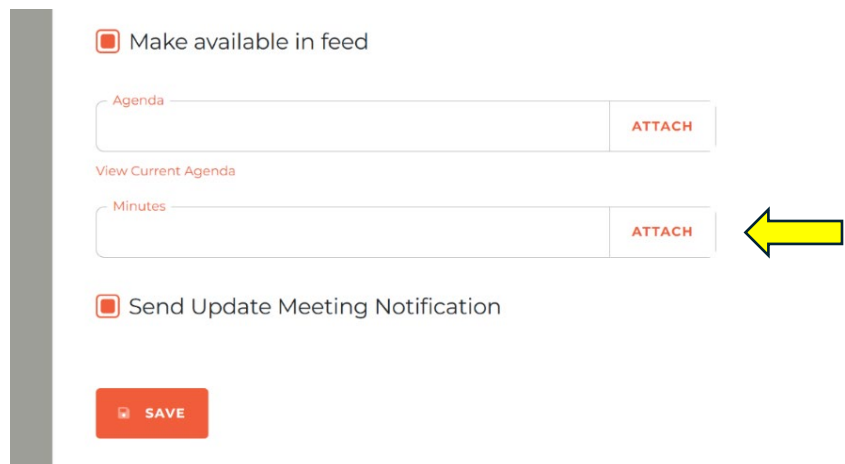 Make available in feed
Agenda
ATTACH
View Current Agenda
Minutes
ATTACH
Send Update Meeting Notification
SAVE